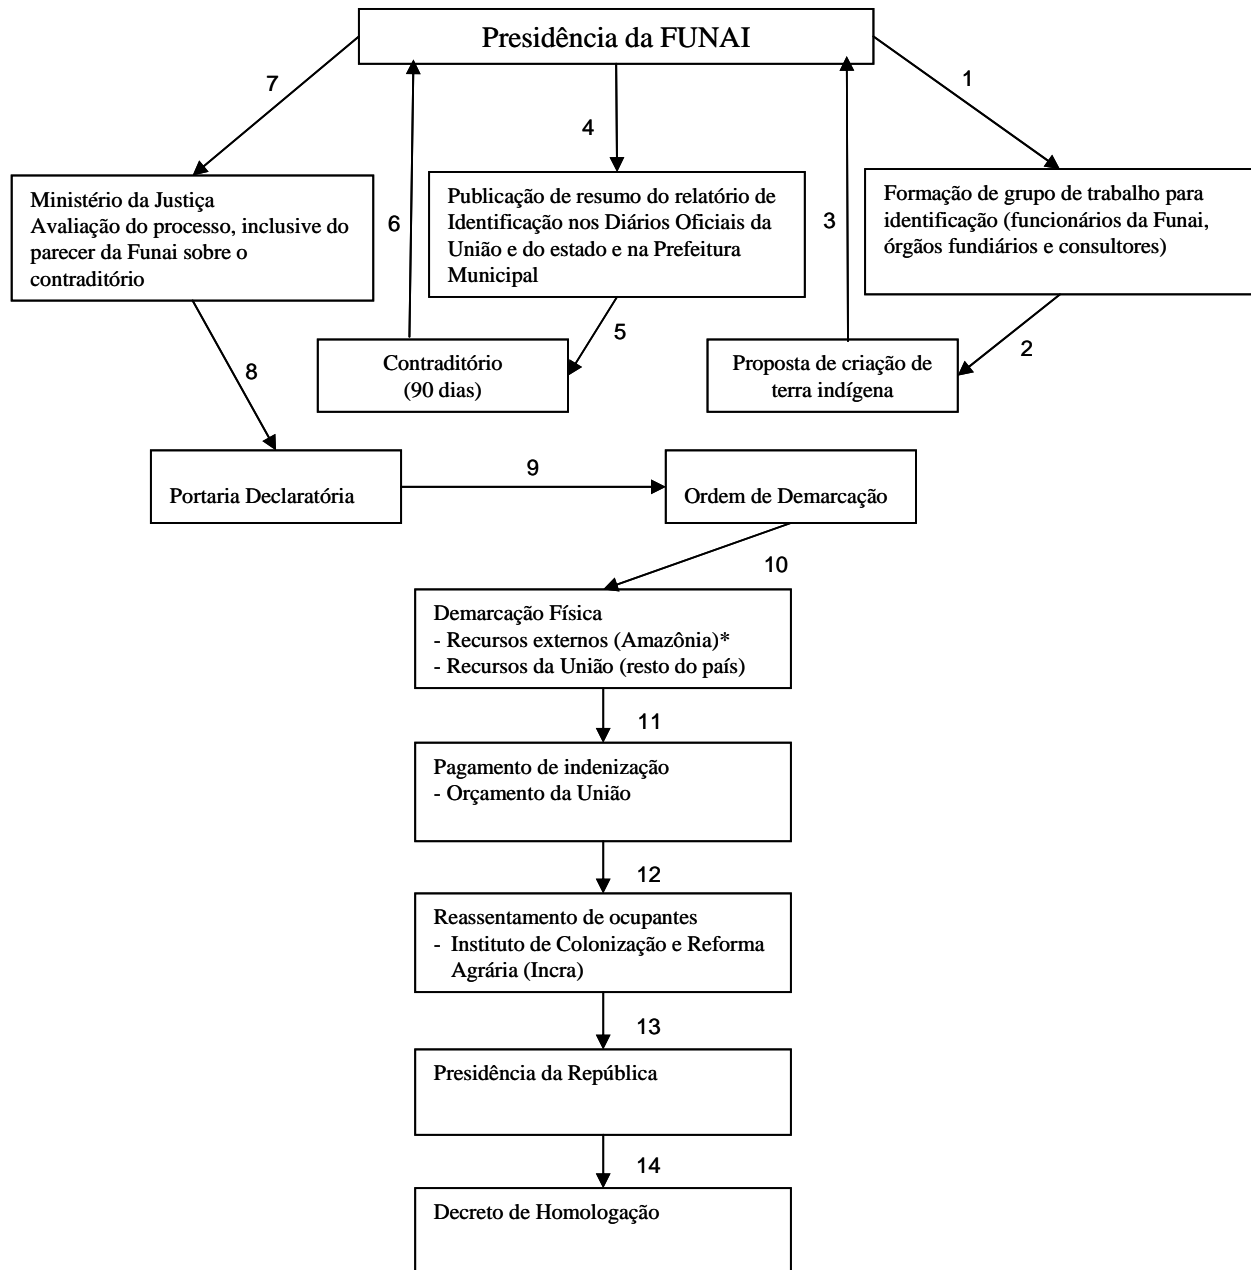 Presidência da FUNAI
7
4
1
6
3
Ministério da Justiça
Avaliação do processo, inclusive do
parecer da Funai sobre o
contraditório
Publicação de resumo do relatório de
Identificação nos Diários Oficiais da
União e do estado e na Prefeitura
Municipal
Formação de grupo de trabalho para
identificação (funcionários da Funai,
órgãos fundiários e consultores)
8
5
2
Contraditório
(90 dias)
Proposta de criação de
terra indígena
Portaria Declaratória
9
Ordem de Demarcação
10
Demarcação Física
- Recursos externos (Amazônia)*
- Recursos da União (resto do país)
11
Pagamento de indenização
- Orçamento da União
12
Reassentamento de ocupantes
- Instituto de Colonização e Reforma
Agrária (Incra)
13
Presidência da República
14
Decreto de Homologação